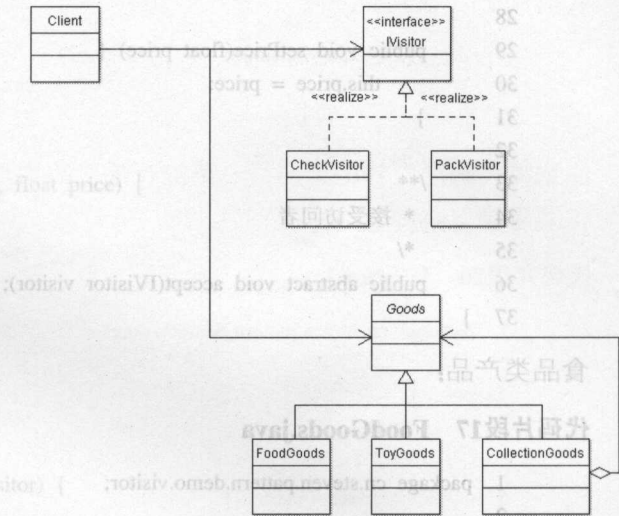 Client
<<interface>>
IVisitor
<<realize>>
<<realize>>
CheckVisitor
PackVisitor
Goods
FoodGoods
ToyGoods
CollectionGoods
28
29 public void setPrice(float price) {
30 this.price = price;
31 }
32
33 /**
34 * 接受访问者
35 */
36 public abstract void accept(IVisitor visitor);
37 }
食品类产品:
代码片段17 FoodGoods.java
1 package cn.steven.pattern.demo.visitor;
2
float price) {
sitor) {